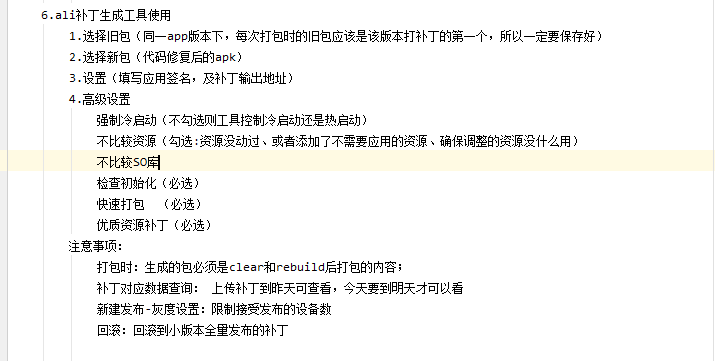 6.ali补丁生成工具使用
1.选择旧包（同一app版本下，每次打包时的旧包应该是该版本打补丁的第一个，所以一定要保存好）
2.选择新包（代码修复后的apk）
3.设置（填写应用签名，及补丁输出地址）
4.高级设置
强制冷启动（不勾选则工具控制冷启动还是热启动）
不比较资源（勾选:资源没动过、或者添加了不需要应用的资源、确保调整的资源没什么用）
不比较SO库
检查初始化（必选）
快速打包 （必选）
优质资源补丁（必选）
注意事项：
打包时：生成的包必须是clear和rebuild后打包的内容；
补丁对应数据查询： 上传补丁到昨天可查看，今天要到明天才可以看
新建发布-灰度设置：限制接受发布的设备数
回滚：回滚到小版本全量发布的补丁